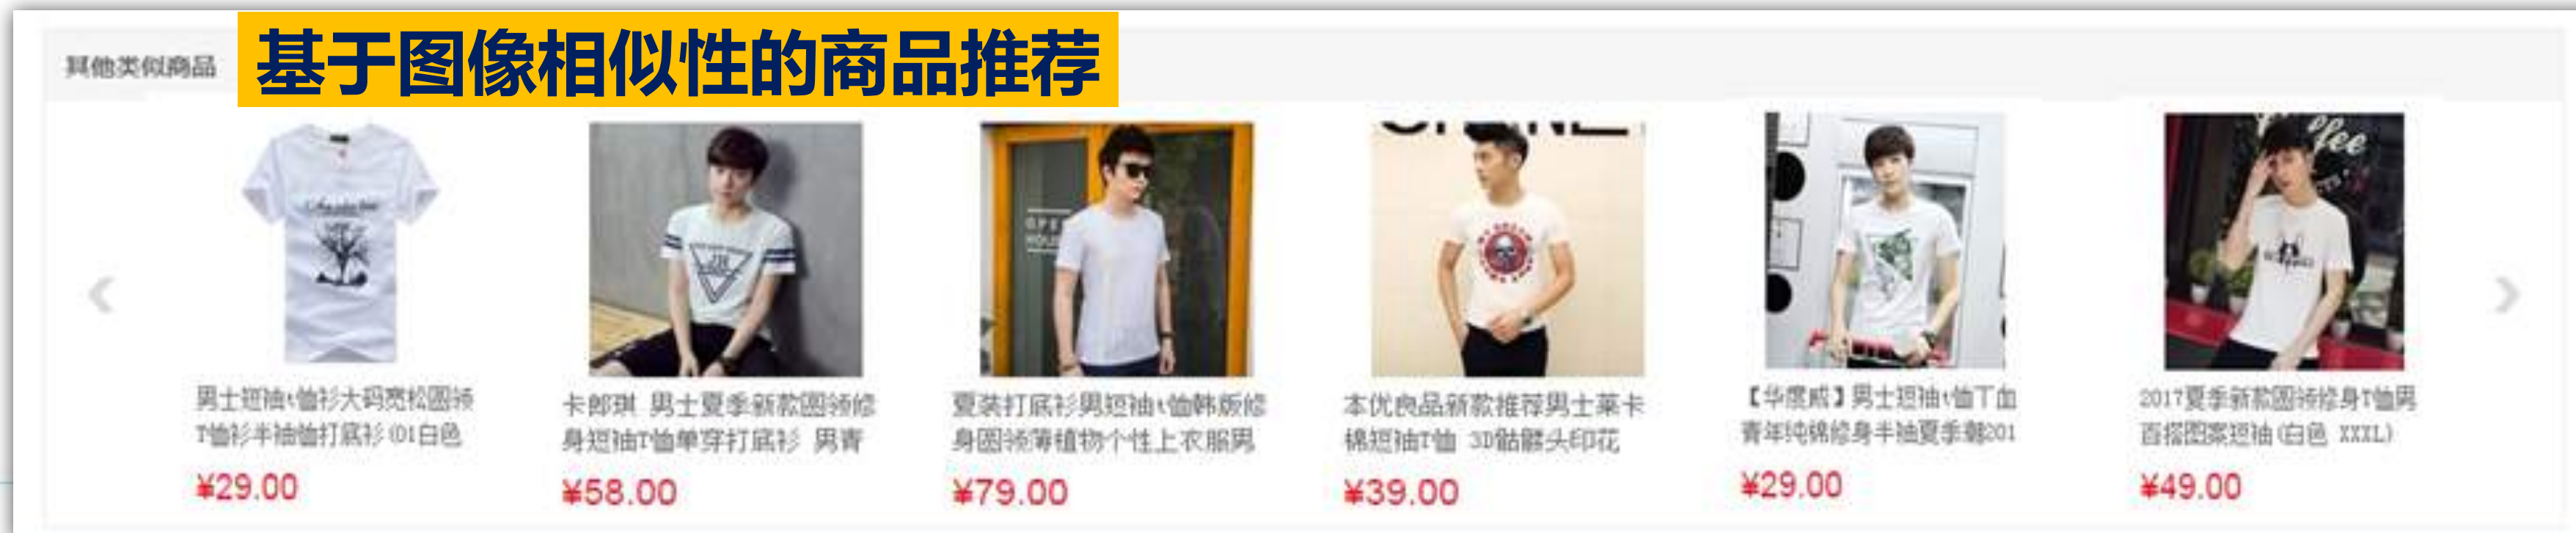 基于图像相似性的商品推荐
其他类似商品
男士短袖t恤衫大码宽松圆领
T恤衫半袖恤打底衫(01白色
¥29.00
卡郎琪 男士夏季新款圆领修
身短袖T恤单穿打底衫 男青
¥58.00
夏装打底衫男短袖t恤韩版修
身圆领薄植物个性上衣服男
¥79.00
本优良品新款推荐男士莱卡
棉短袖T恤 3D骷髅头印花
¥39.00
【华度威】男士短袖t恤丅血
青年纯棉修身半袖夏季潮201
¥29.00
2017夏季新款圆领修身T恤男
百搭图案短袖(白色 XXXL)
¥49.00